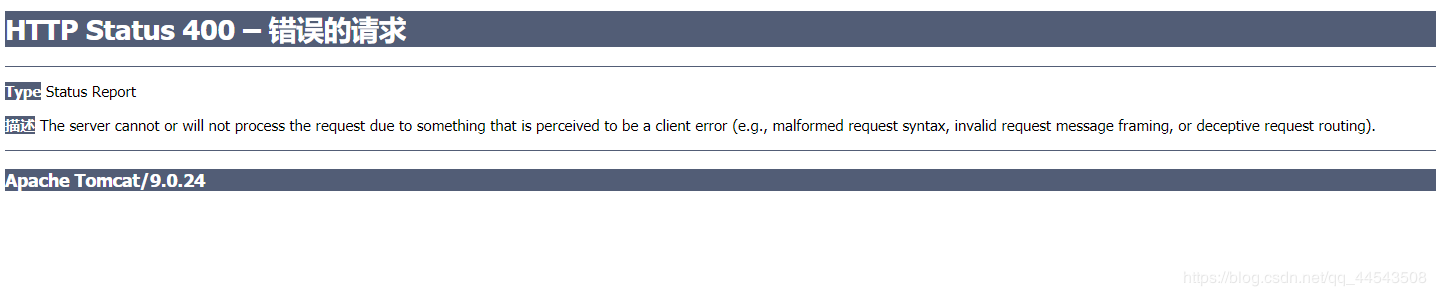 HTTP Status 400 – 错误的请求
Type Status Report
描述 The server cannot or will not process the request due to something that is perceived to be a client error (e.g., malformed request syntax, invalid request message framing, or deceptive request routing).
Apache Tomcat/9.0.24
https://blog.csdn.net/qq_44543508